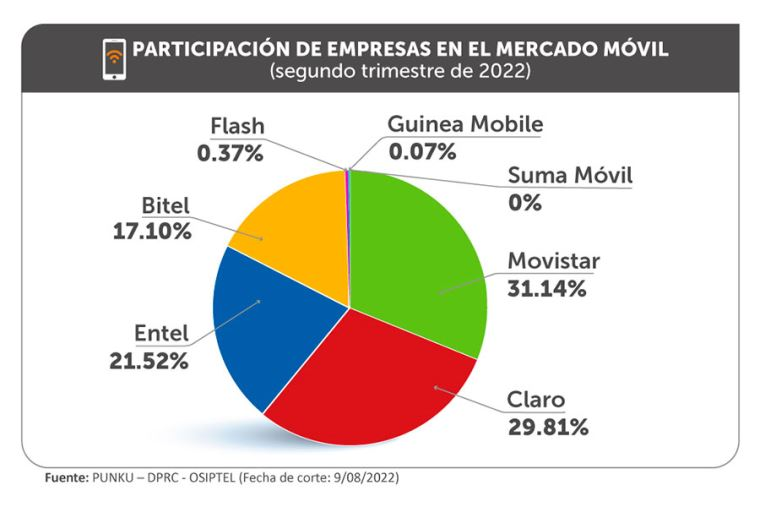 PARTICIPACIÓN DE EMPRESAS EN EL MERCADO MÓVIL
(segundo trimestre de 2022)
Flash
0.37%
Guinea Mobile
0.07%
Suma Móvil
0%
Bitel
17.10%
Movistar
31.14%
Entel
21.52%
Claro
29.81%
Fuente: PUNKU – DPRC - OSIPTEL (Fecha de corte: 9/08/2022)